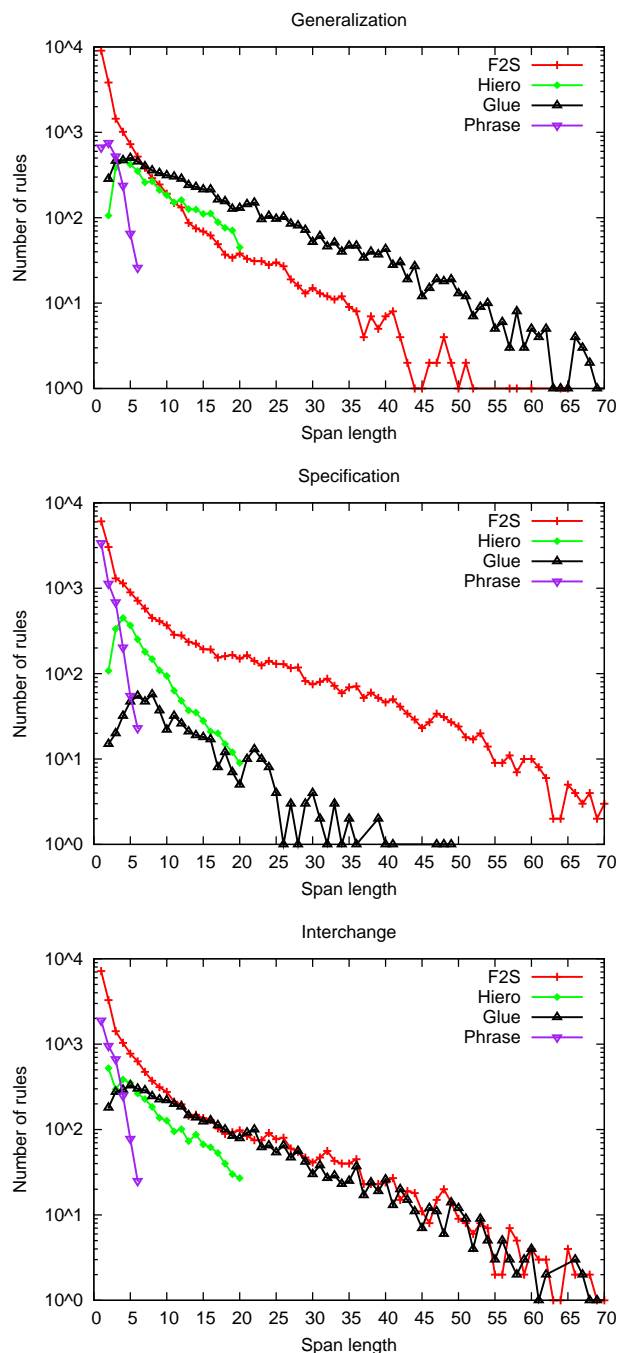 Generalization
10^4
10^3
10^2
10^1
10^0
Number of rules
F2S
Hiero
Glue
Phrase
0 5 10 15 20 25 30 35 40 45 50 55 60 65 70
Span length
Specification
10^4
10^3
10^2
10^1
10^0
Number of rules
F2S
Hiero
Glue
Phrase
0 5 10 15 20 25 30 35 40 45 50 55 60 65 70
Span length
Interchange
10^4
10^3
10^2
10^1
10^0
Number of rules
F2S
Hiero
Glue
Phrase
0 5 10 15 20 25 30 35 40 45 50 55 60 65 70
Span length